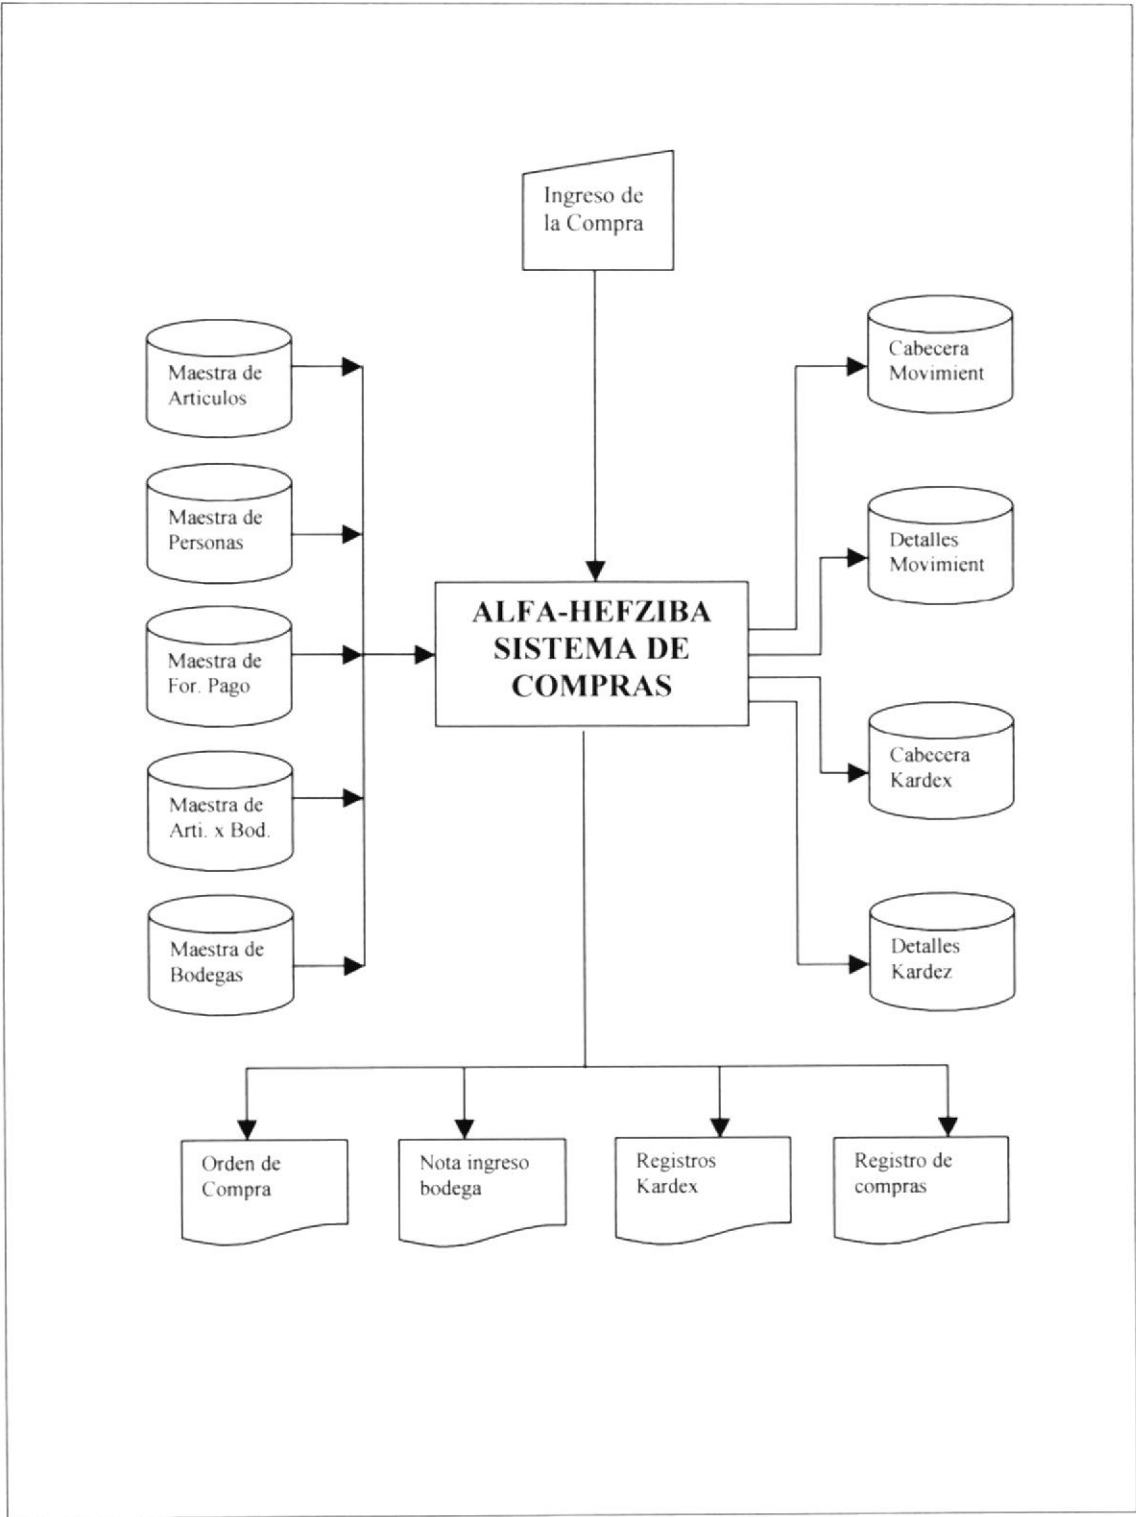 Ingreso de
la Compra
Maestra de
Articulos
Maestra de
Personas
Maestra de
For. Pago
Maestra de
Arti. x Bod.
Maestra de
Bodegas
ALFA-HEFZIBA
SISTEMA DE
COMPRAS
Cabecera
Movimient
Detalles
Movimient
Cabecera
Kardex
Detalles
Kardez
Orden de
Compra
Nota ingreso
bodega
Registros
Kardex
Registro de
compras